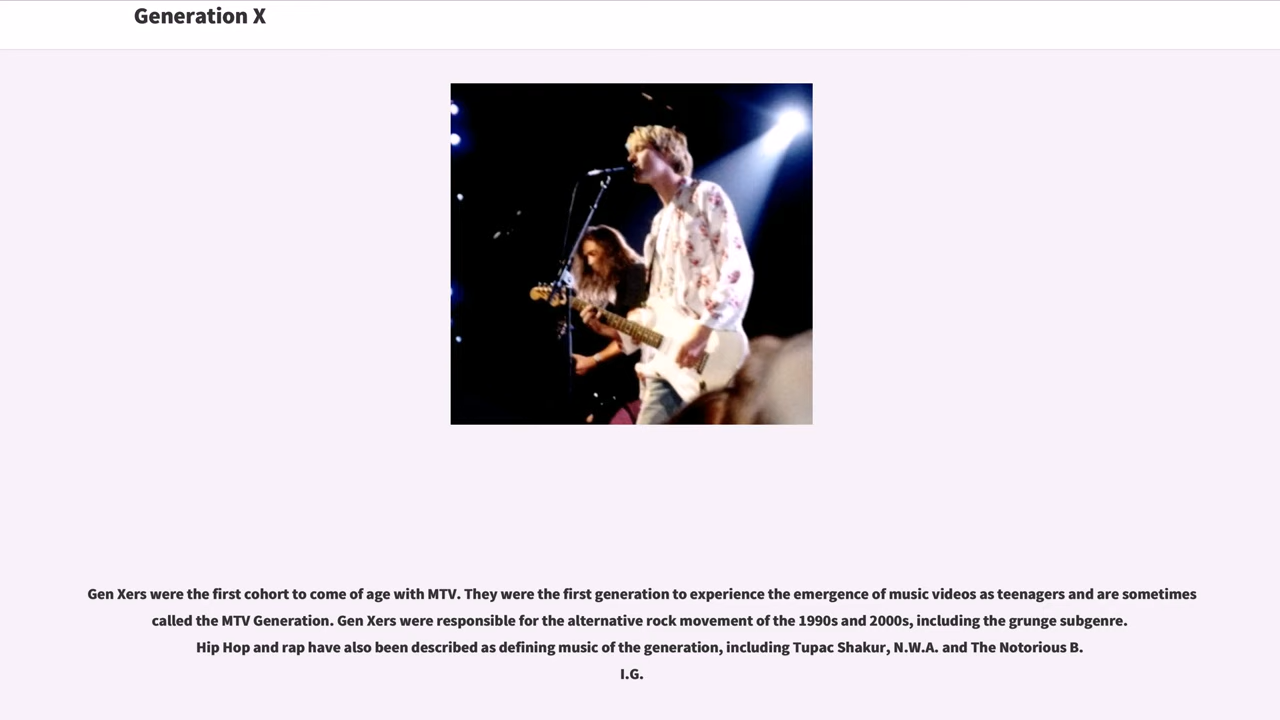 Generation X
Gen Xers were the first cohort to come of age with MTV. They were the first generation to experience the emergence of music videos as teenagers and are sometimes
called the MTV Generation. Gen Xers were responsible for the alternative rock movement of the 1990s and 2000s, including the grunge subgenre.
Hip Hop and rap have also been described as defining music of the generation, including Tupac Shakur, N.W.A. and The Notorious B.
I.G.